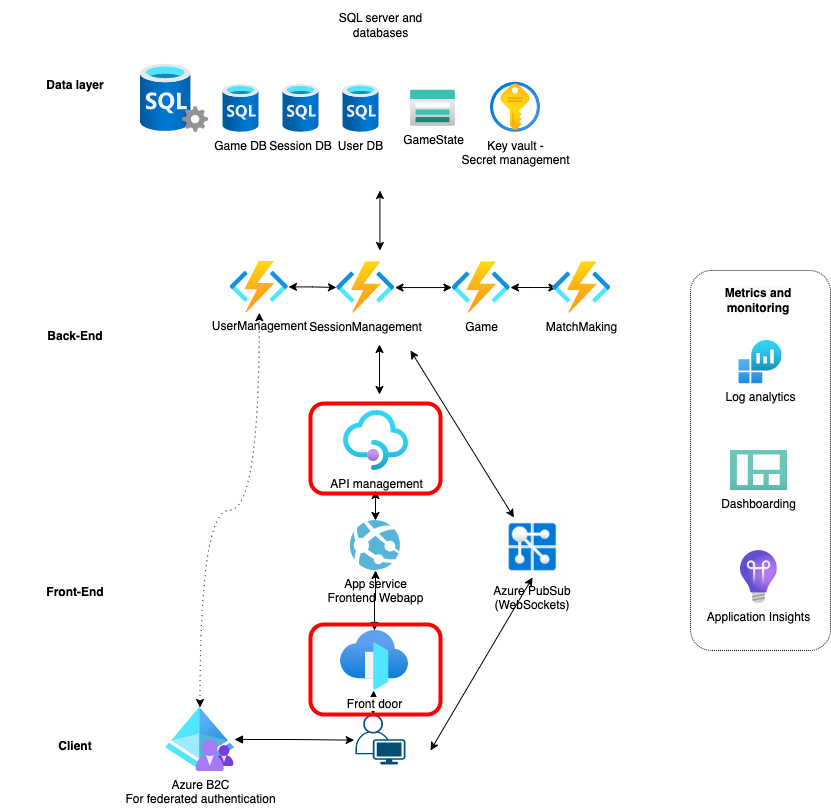 SQL server and
databases
Data layer
SQL
SQL
SQL
SQL
Game DB
Session DB
User DB
GameState
Key vault -
Secret management
UserManagement
SessionManagement
Game
MatchMaking
Back-End
Metrics and
monitoring
Log analytics
Dashboarding
Application Insights
API management
App service
Frontend Webapp
Azure PubSub
(WebSockets)
Front-End
Front door
Client
Azure B2C
For federated authentication